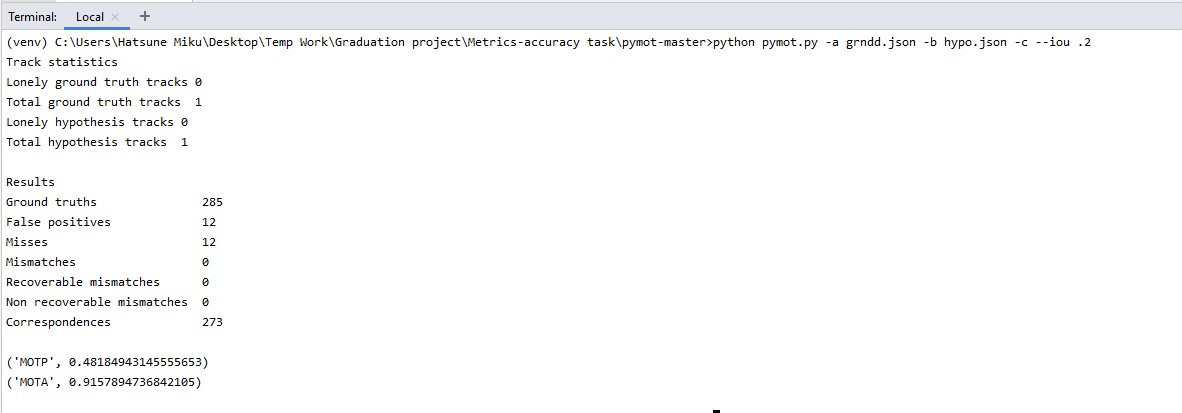 Terminal: Local × +
(venv) C:\Users\Hatsune Miku\Desktop\Temp Work\Graduation project\Metrics-accuracy task\pymot-master>python pymot.py -a grndd.json -b hypo.json -c --iou .2
Track statistics
Lonely ground truth tracks 0
Total ground truth tracks  1
Lonely hypothesis tracks 0
Total hypothesis tracks  1

Results
Ground truths              285
False positives            12
Misses                     12
Mismatches                 0
Recoverable mismatches     0
Non recoverable mismatches 0
Correspondences            273

('MOTP', 0.48184943145555653)
('MOTA', 0.9157894736842105)